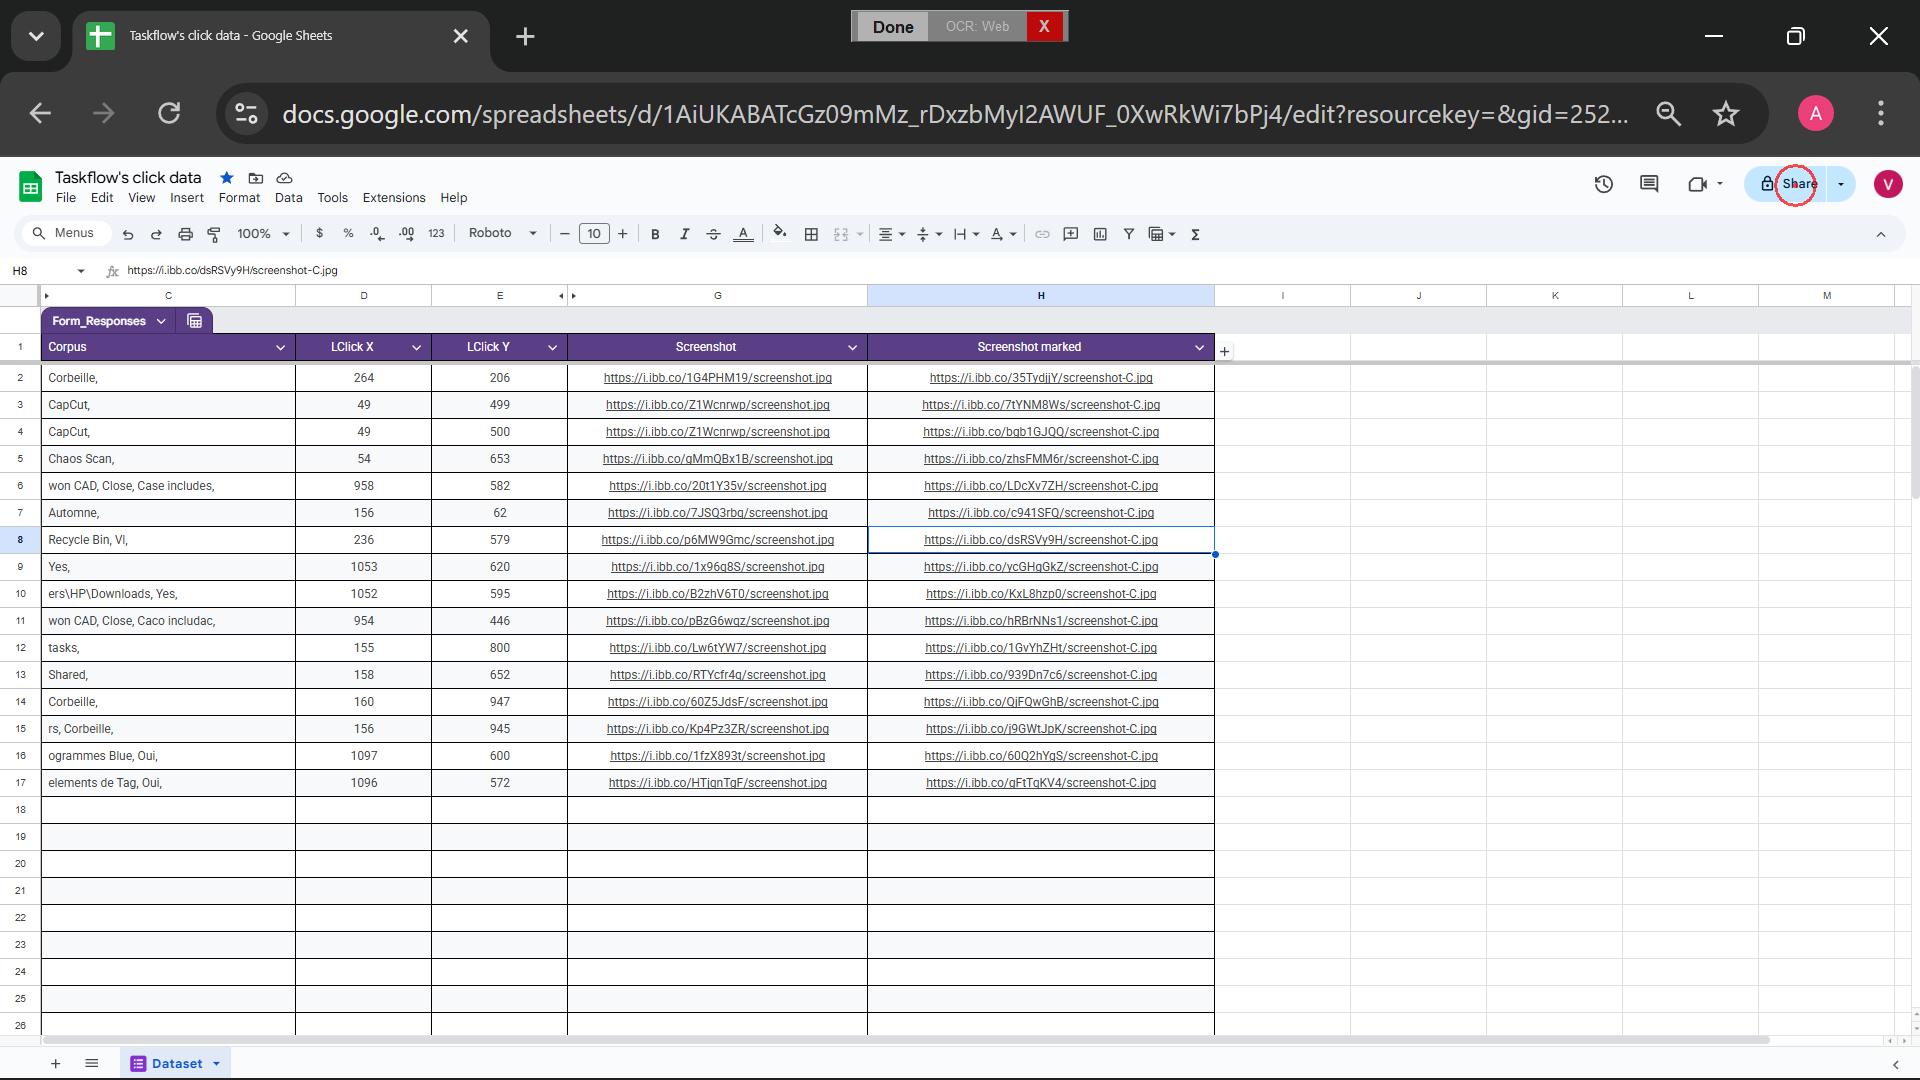 Taskflow's click data - Google Sheets
Done OCR: Web X
docs.google.com/spreadsheets/d/1AiUKABATcGz09mMz_rDxzbMyI2AWUF_0XwRkWi7bPj4/edit?resourcekey=&gid=252...
A
Taskflow's click data
File Edit View Insert Format Data Tools Extensions Help
Share
V
Menus 100% $ % .0 .00 123 Roboto 10 B I S A
H8 fx https://i.ibb.co/dsRSVy9H/screenshot-C.jpg
C D E G H I J K L M
Form_Responses
1 Corpus LClick X LClick Y Screenshot Screenshot marked
2 Corbeille, 264 206 https://i.ibb.co/1G4PHM19/screenshot.jpg https://i.ibb.co/35TydjjY/screenshot-C.jpg
3 CapCut, 49 499 https://i.ibb.co/Z1Wcnrwp/screenshot.jpg https://i.ibb.co/7tYNM8Ws/screenshot-C.jpg
4 CapCut, 49 500 https://i.ibb.co/Z1Wcnrwp/screenshot.jpg https://i.ibb.co/bgb1GJQQ/screenshot-C.jpg
5 Chaos Scan, 54 653 https://i.ibb.co/gMmQBx1B/screenshot.jpg https://i.ibb.co/zhsFMM6r/screenshot-C.jpg
6 won CAD, Close, Case includes, 958 582 https://i.ibb.co/20t1Y35v/screenshot.jpg https://i.ibb.co/LDcXv7ZH/screenshot-C.jpg
7 Automne, 156 62 https://i.ibb.co/7JSQ3rbq/screenshot.jpg https://i.ibb.co/c941SFQ/screenshot-C.jpg
8 Recycle Bin, Vl, 236 579 https://i.ibb.co/p6MW9Gmc/screenshot.jpg https://i.ibb.co/dsRSVy9H/screenshot-C.jpg
9 Yes, 1053 620 https://i.ibb.co/1x96q8S/screenshot.jpg https://i.ibb.co/ycGHgGkZ/screenshot-C.jpg
10 ers\HP\Downloads, Yes, 1052 595 https://i.ibb.co/B2zhV6T0/screenshot.jpg https://i.ibb.co/KxL8hzp0/screenshot-C.jpg
11 won CAD, Close, Caco includac, 954 446 https://i.ibb.co/pBzG6wqz/screenshot.jpg https://i.ibb.co/hRBrNNs1/screenshot-C.jpg
12 tasks, 155 800 https://i.ibb.co/Lw6tYW7/screenshot.jpg https://i.ibb.co/1GvYhZHt/screenshot-C.jpg
13 Shared, 158 652 https://i.ibb.co/RTYcfr4q/screenshot.jpg https://i.ibb.co/939Dn7c6/screenshot-C.jpg
14 Corbeille, 160 947 https://i.ibb.co/60Z5JdsF/screenshot.jpg https://i.ibb.co/QjFQwGhB/screenshot-C.jpg
15 rs, Corbeille, 156 945 https://i.ibb.co/Kp4Pz3ZR/screenshot.jpg https://i.ibb.co/j9GWtJpK/screenshot-C.jpg
16 ogrammes Blue, Oui, 1097 600 https://i.ibb.co/1fzX893t/screenshot.jpg https://i.ibb.co/60Q2hYgS/screenshot-C.jpg
17 elements de Tag, Oui, 1096 572 https://i.ibb.co/HTjqnTgF/screenshot.jpg https://i.ibb.co/gFtTqKV4/screenshot-C.jpg
18
19
20
21
22
23
24
25
26
Dataset